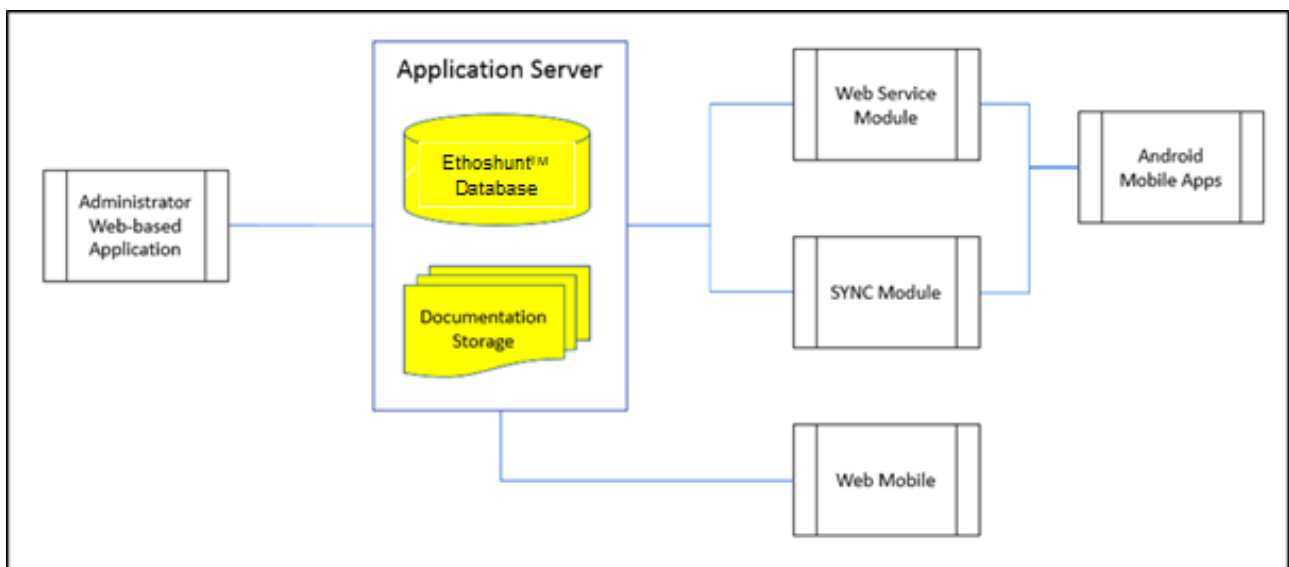 Application Server
Ethoshunt™
Database
Documentation
Storage
Administrator
Web-based
Application
Web Service
Module
SYNC Module
Web Mobile
Android
Mobile Apps